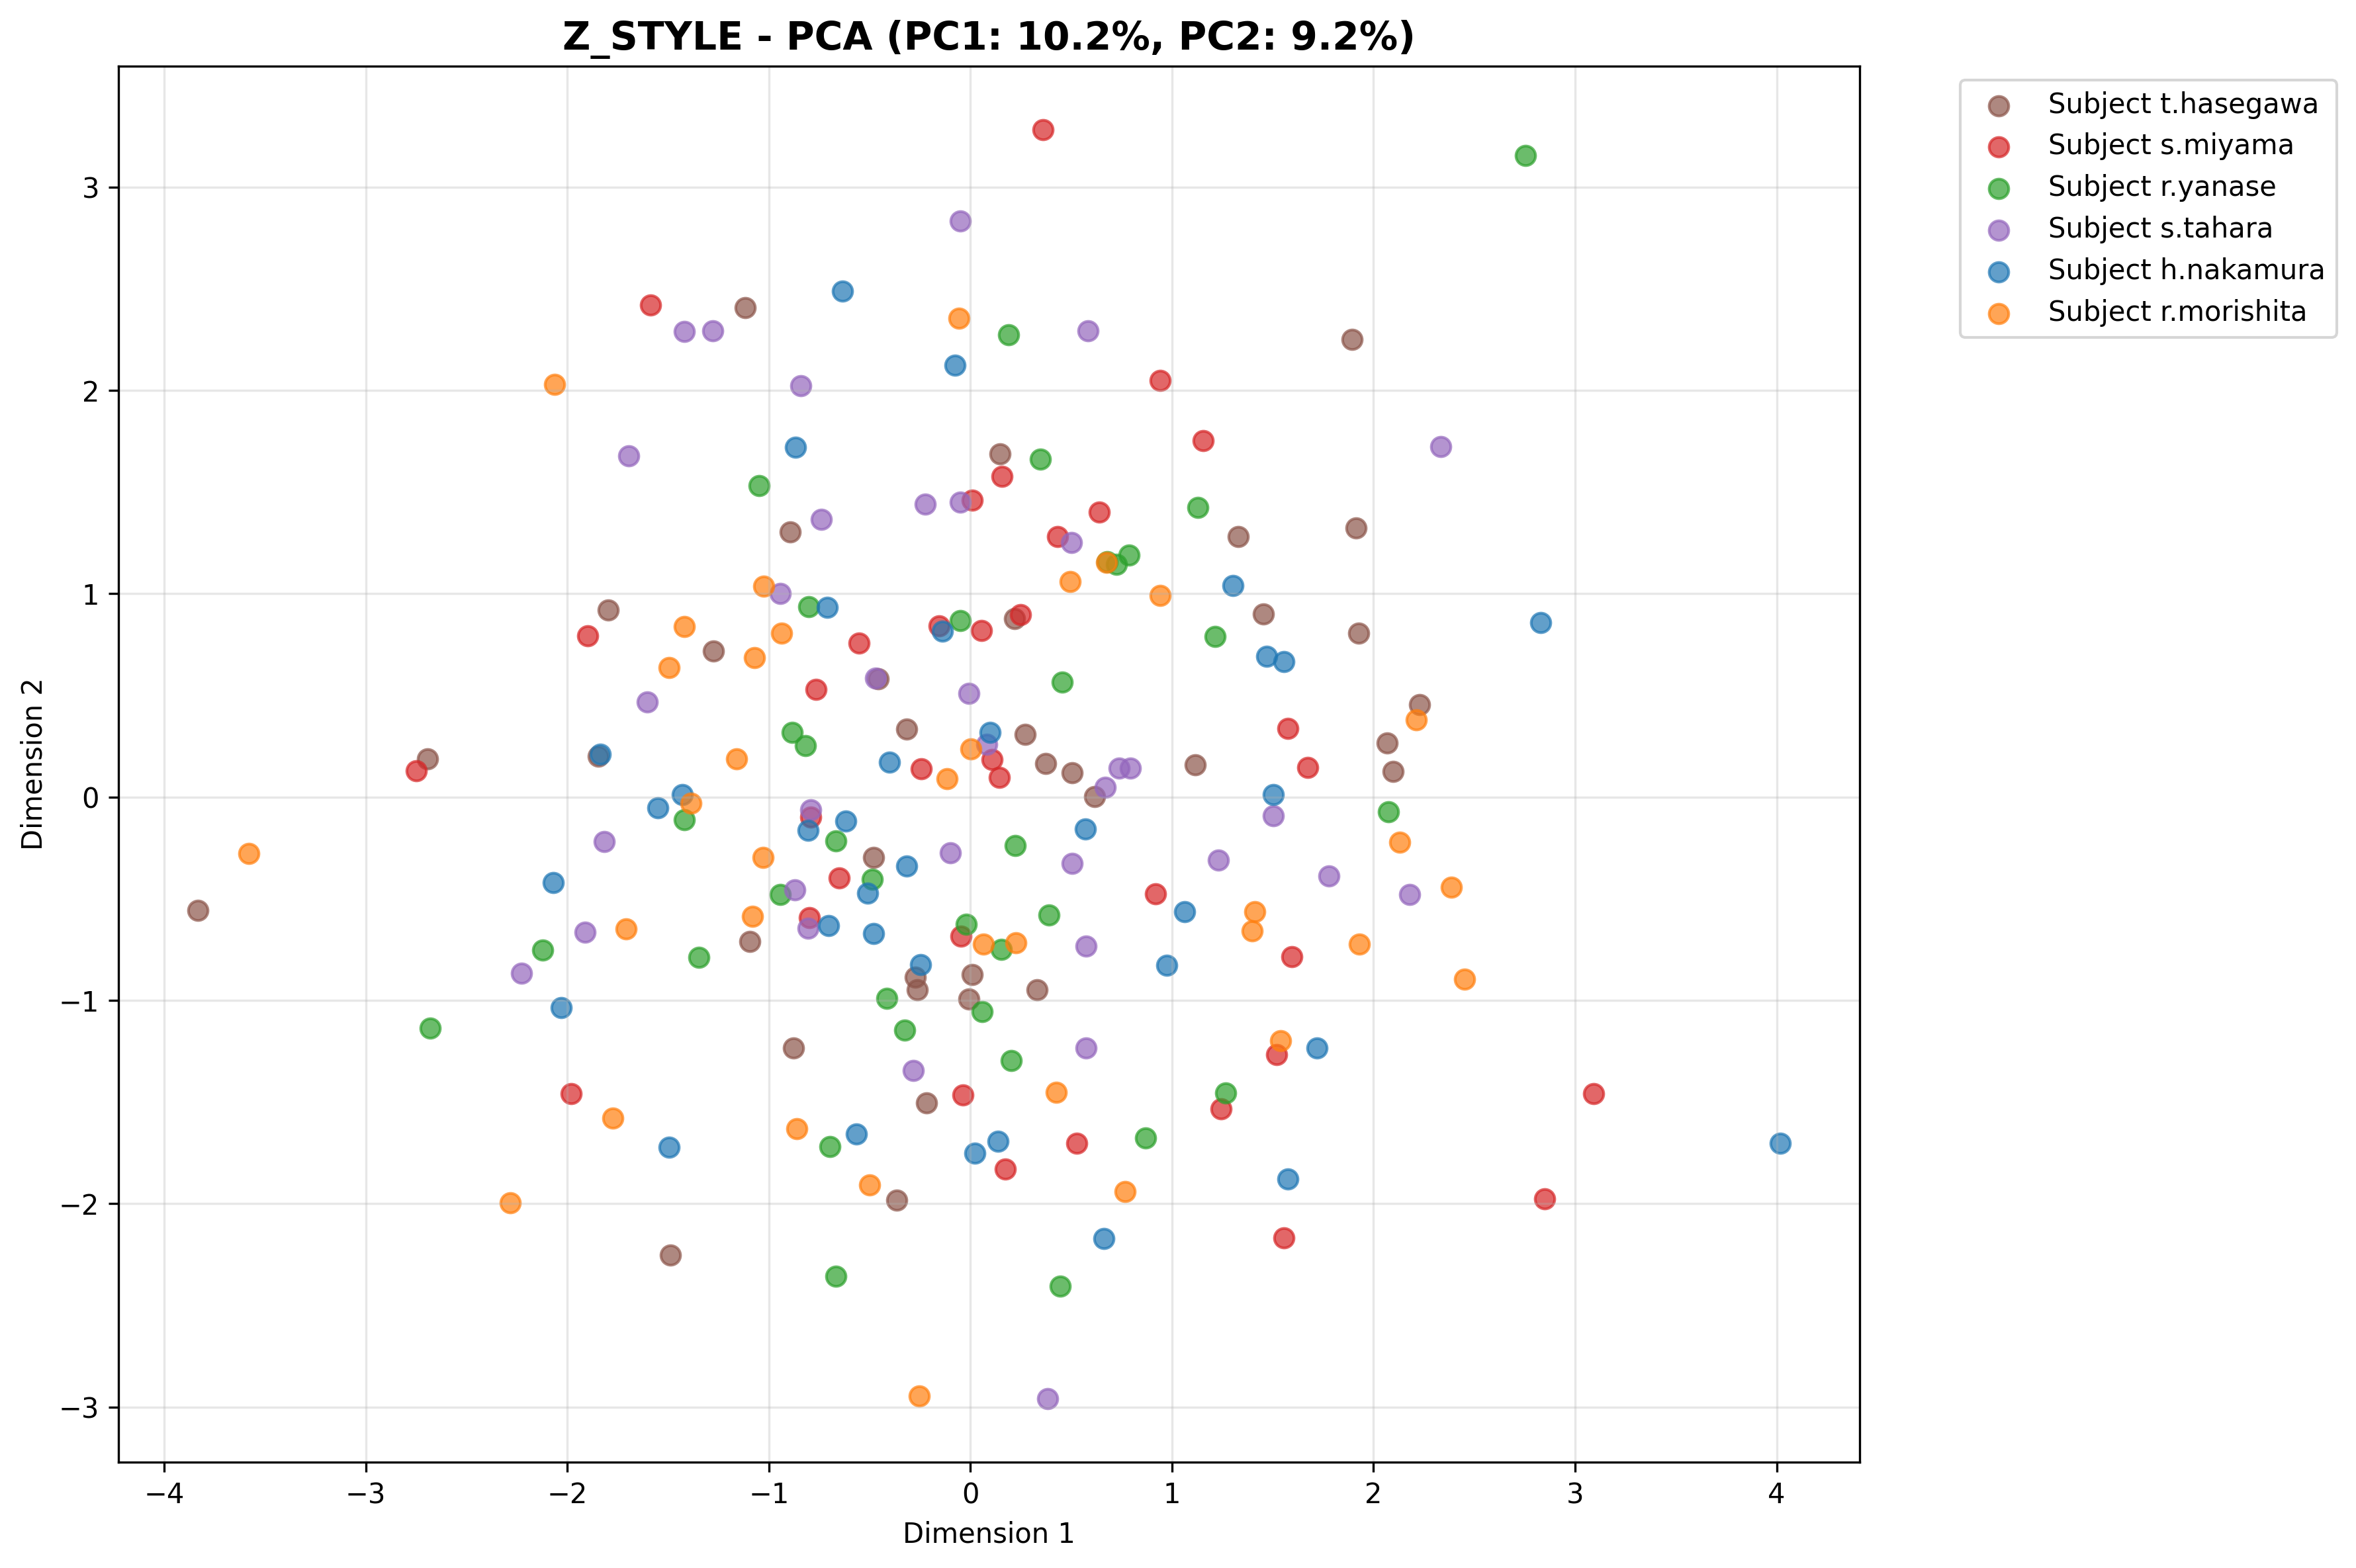 Z_STYLE - PCA (PC1: 10.2%, PC2: 9.2%)
Subject t.hasegawa
Subject s.miyama
Subject r.yanase
Subject s.tahara
Subject h.nakamura
Subject r.morishita
Dimension 2
3
2
1
0
−1
−2
−3
−4 −3 −2 −1 0 1 2 3 4
Dimension 1